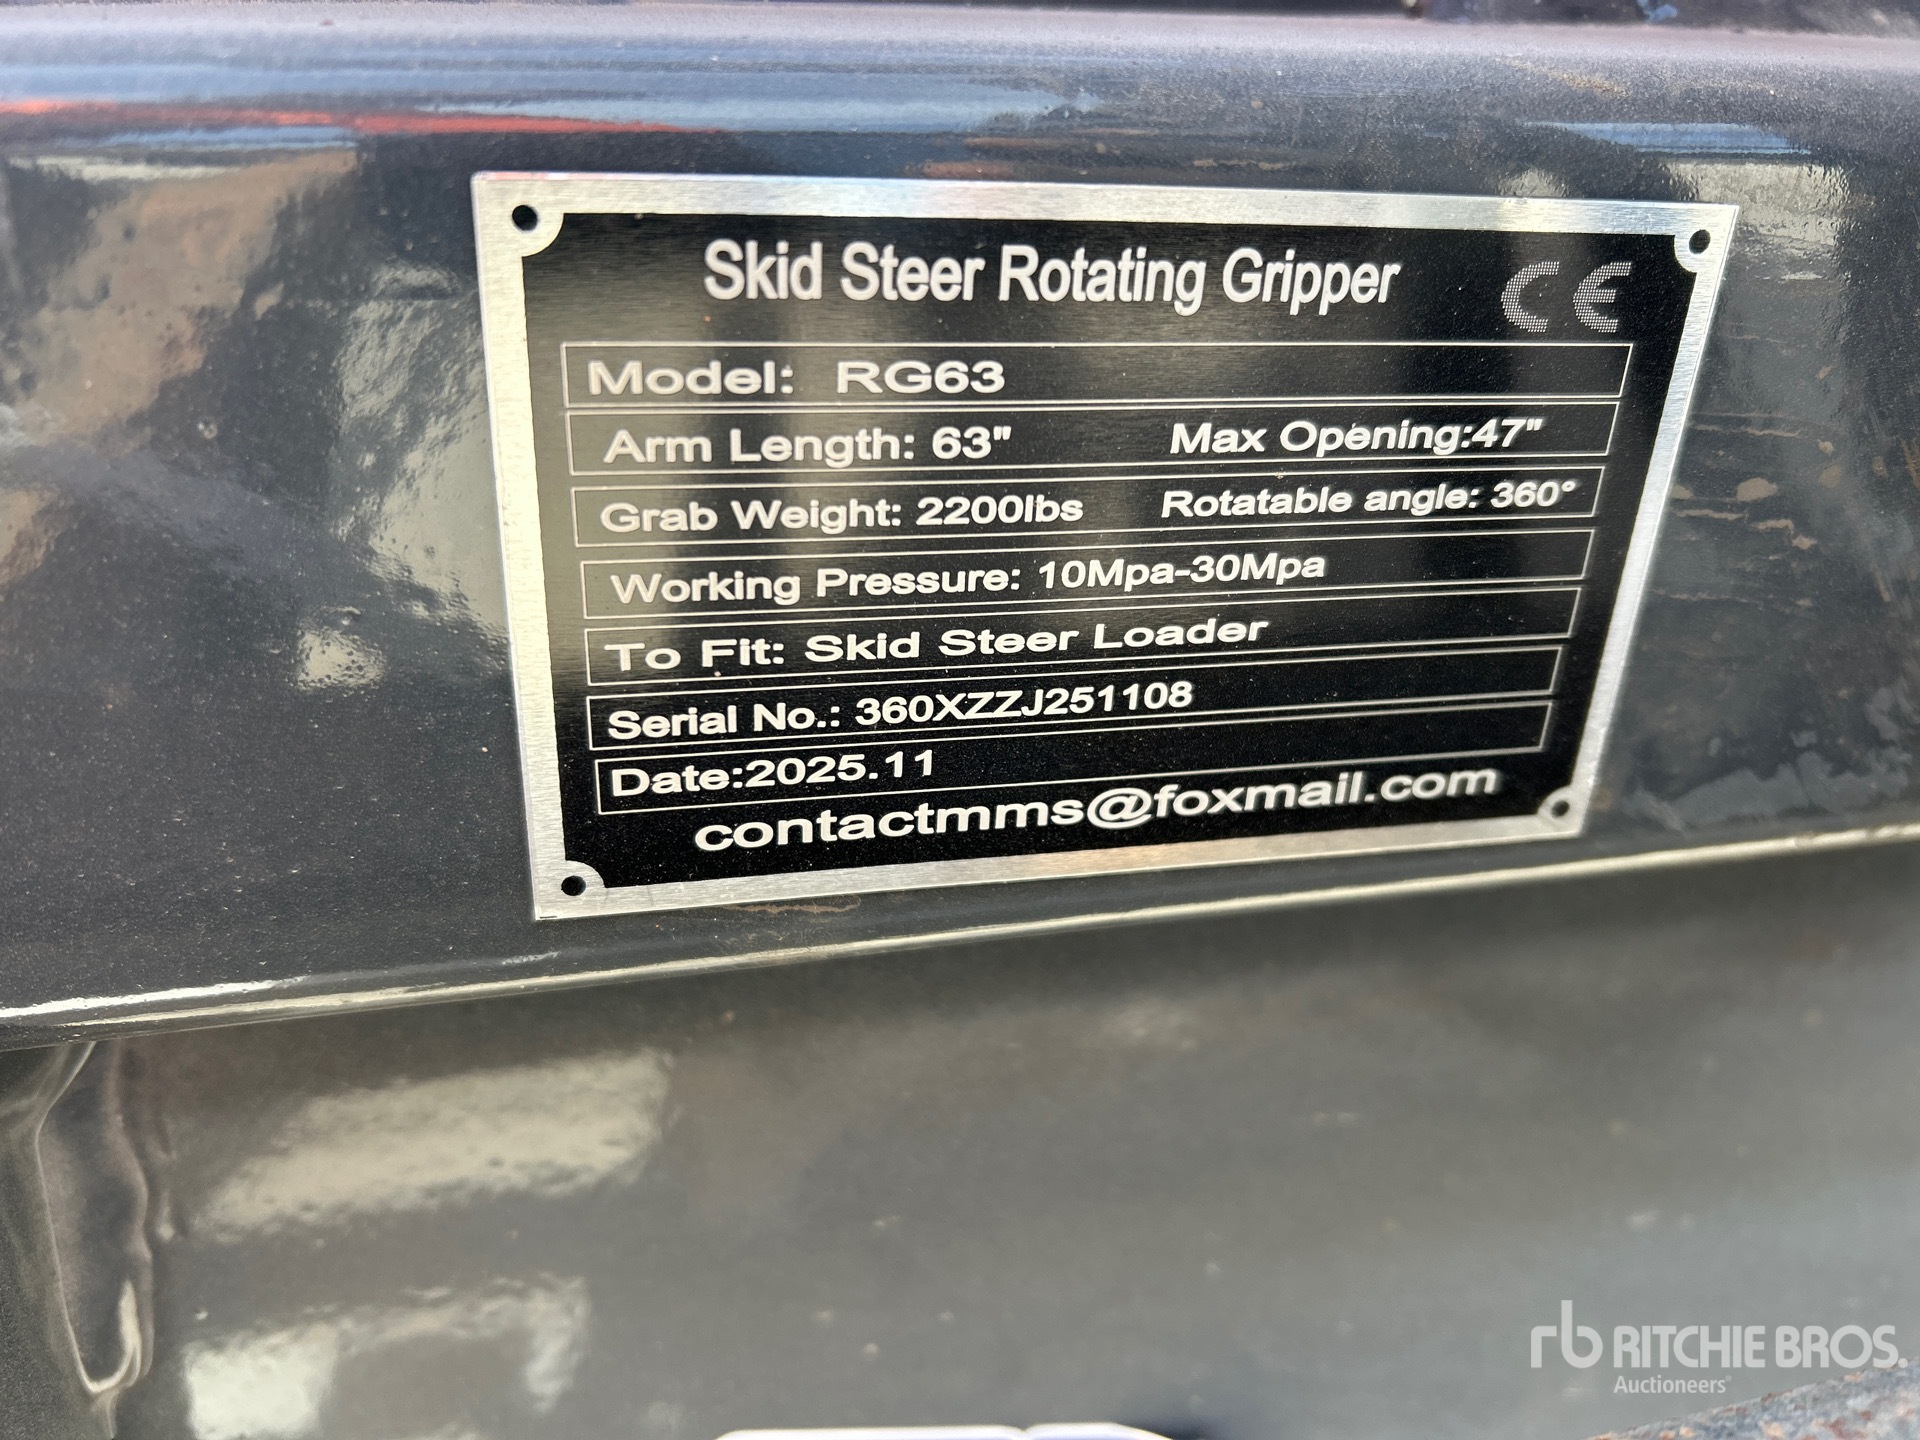 Skid Steer Rotating Gripper CE
Model: RG63
Arm Length: 63" Max Opening:47"
Grab Weight: 2200lbs Rotatable angle: 360°
Working Pressure: 10Mpa-30Mpa
To Fit: Skid Steer Loader
Serial No.: 360XZZJ251108
Date:2025.11
contactmms@foxmail.com
rb RITCHIE BROS.
Auctioneers